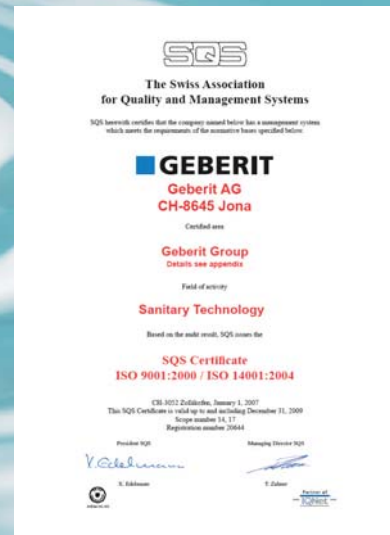 SQS
The Swiss Association
for Quality and Management Systems
SQS herewith certifies that the company named below has a management system
which meets the requirements of the normative bases specified below
GEBERIT
Geberit AG
CH-8645 Jona
Certified area
Geberit Group
Details see appendix
Field of activity
Sanitary Technology
Based on the audit result, SQS issues the
SQS Certificate
ISO 9001:2000 / ISO 14001:2004
CH-3052 Zollikofen, January 1, 2007
This SQS Certificate is valid up to and including December 31, 2009
Scope number 14, 17
Registration number 20644
President SQS
Managing Director SQS
X. Edelmann
X. Edelmann
T. Zahner
Partner of
IQNet